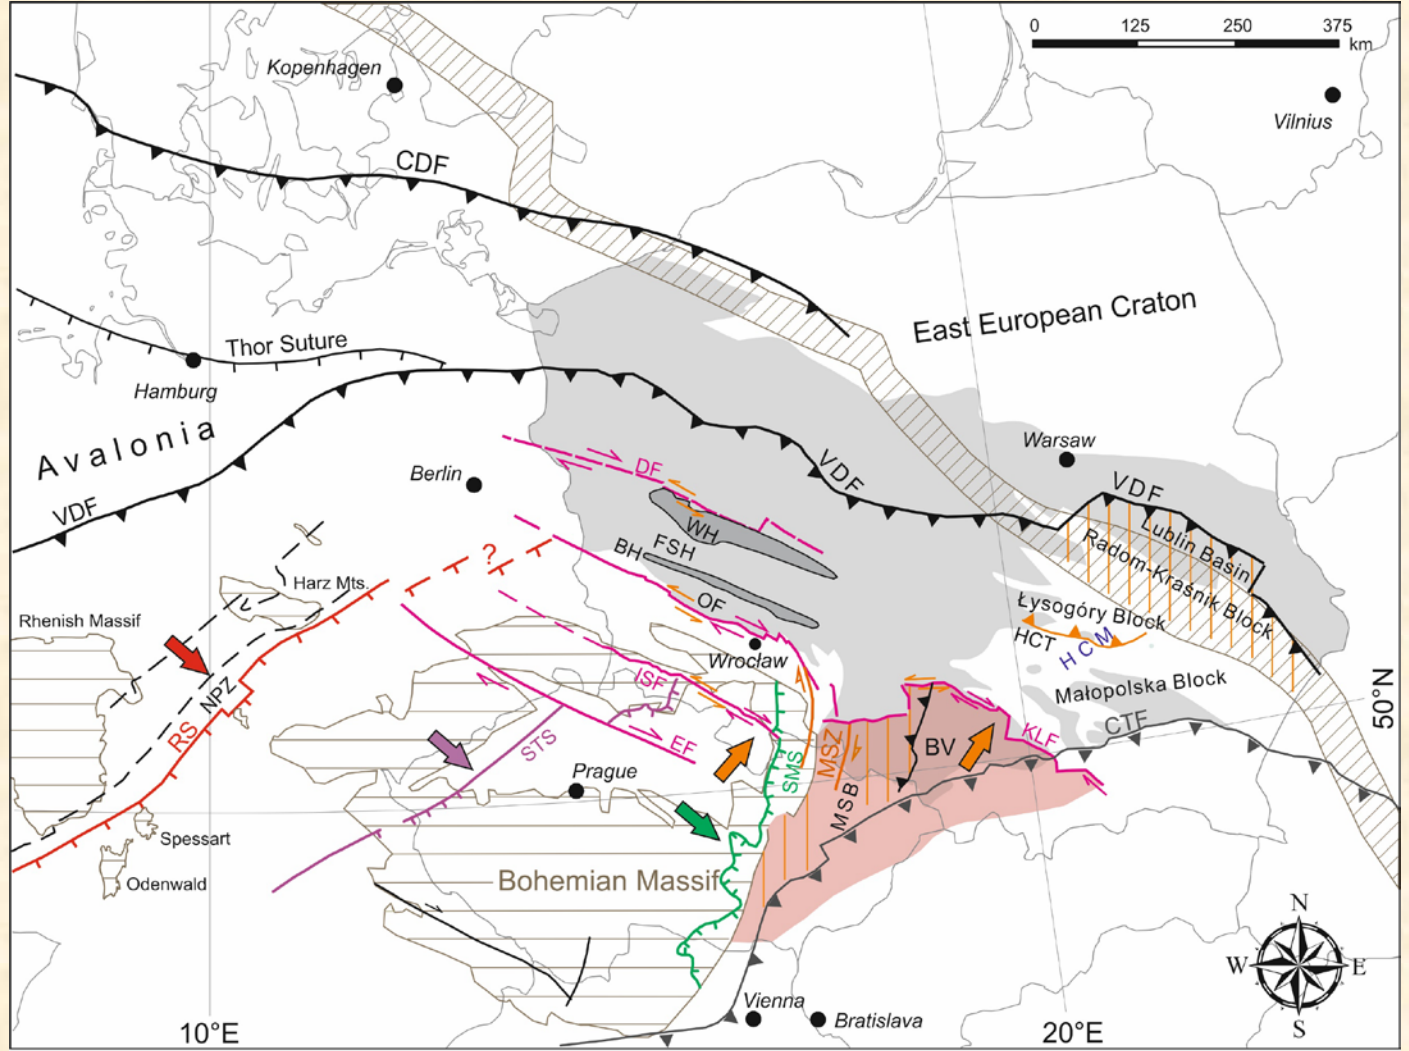 0 125 250 375
km
Kopenhagen
Vilnius
CDF
East European Craton
Thor Suture
Hamburg
Avalonia
Warsaw
VDF
VDF
Berlin
DF
VDF
WH
FSH
BH
OF
Lublin Basin
Radom-Kraśnik Block
?
Harz Mts.
Rhenish Massif
Łysogóry Block
HCT
HCM
Wrocław
ISF
NPZ
RS
Małopolska Block
50°N
CTF
KLF
STS
EF
SMS
MSZ
BV
Prague
MSB
Spessart
Odenwald
Bohemian Massif
N
W E
S
Vienna
Bratislava
10°E
20°E